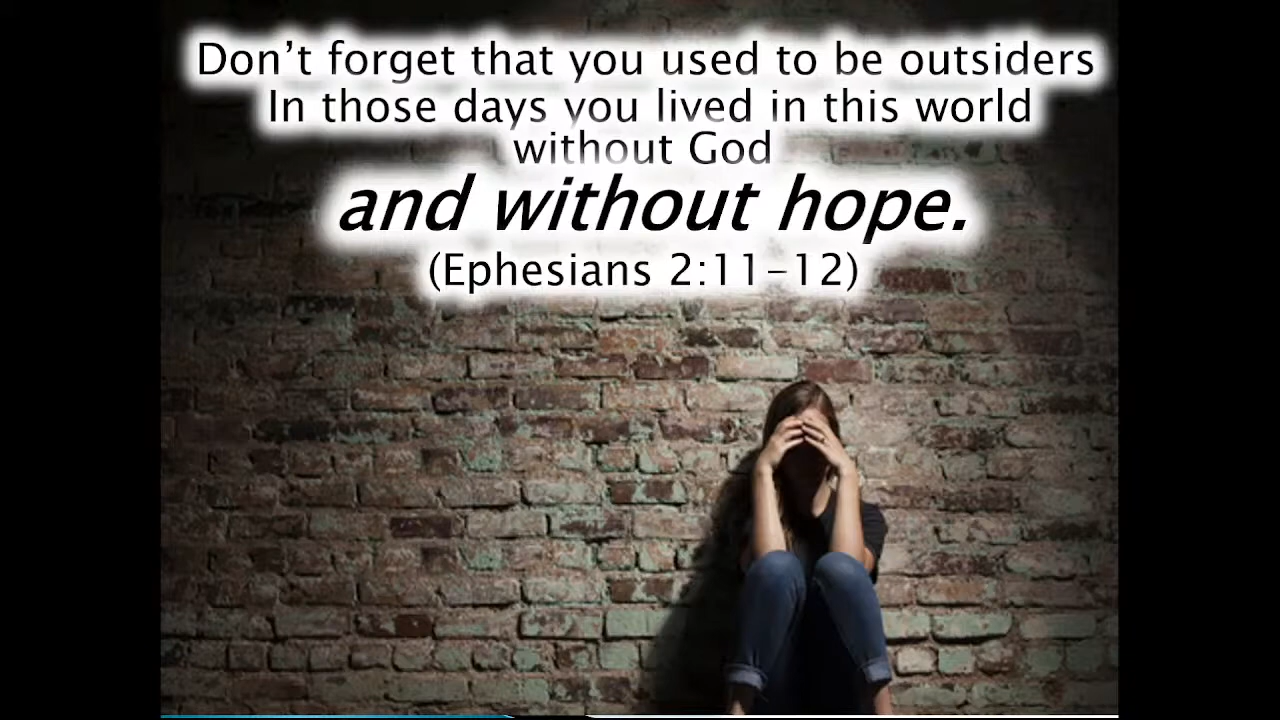 Don’t forget that you used to be outsiders
In those days you lived in this world
without God
and without hope.
(Ephesians 2:11-12)